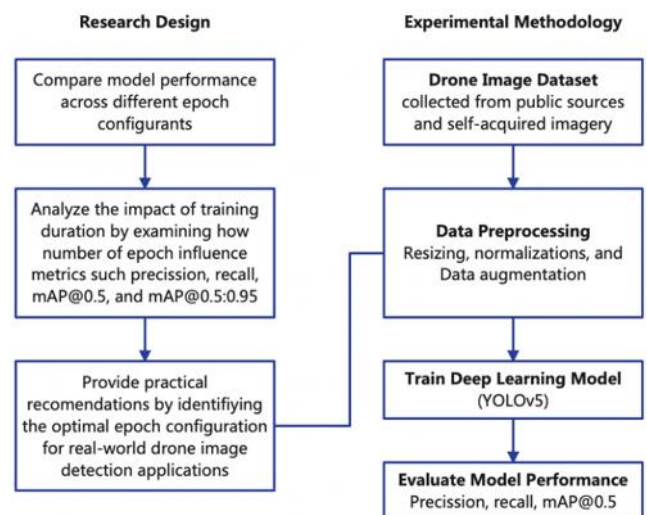 Research Design
Compare model performance
across different epoch
configurants
Analyze the impact of training
duration by examining how
number of epoch influence
metrics such precission, recall,
mAP@0.5, and mAP@0.5:0.95
Provide practical
recomendations by identifiying
the optimal epoch configuration
for real-world drone image
detection applications
Experimental Methodology
Drone Image Dataset
collected from public sources
and self-acquired imagery
Data Preprocessing
Resizing, normalizations, and
Data augmentation
Train Deep Learning Model
(YOLOv5)
Evaluate Model Performance
Precission, recall, mAP@0.5